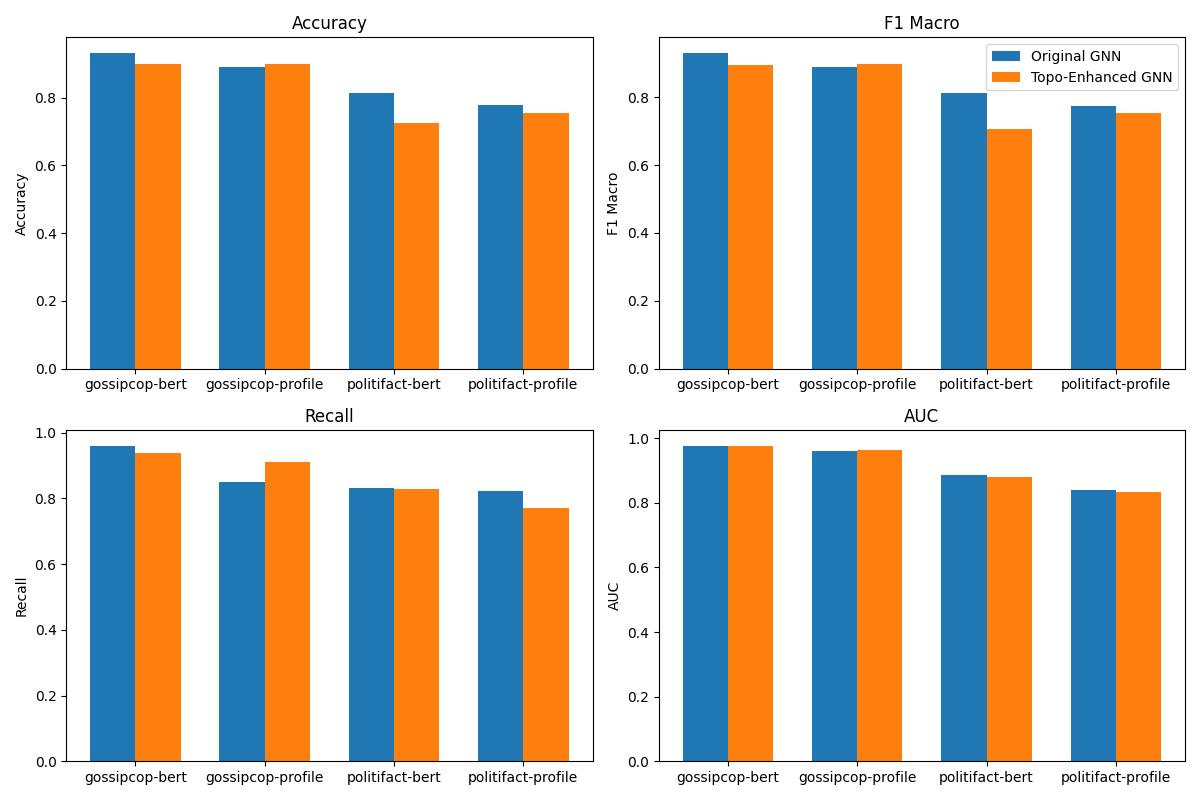 Accuracy
Accuracy
0.8
0.6
0.4
0.2
0.0
gossipcop-bert gossipcop-profile politifact-bert politifact-profile
F1 Macro
F1 Macro
Original GNN
Topo-Enhanced GNN
0.8
0.6
0.4
0.2
0.0
gossipcop-bert gossipcop-profile politifact-bert politifact-profile
Recall
Recall
1.0
0.8
0.6
0.4
0.2
0.0
gossipcop-bert gossipcop-profile politifact-bert politifact-profile
AUC
AUC
1.0
0.8
0.6
0.4
0.2
0.0
gossipcop-bert gossipcop-profile politifact-bert politifact-profile